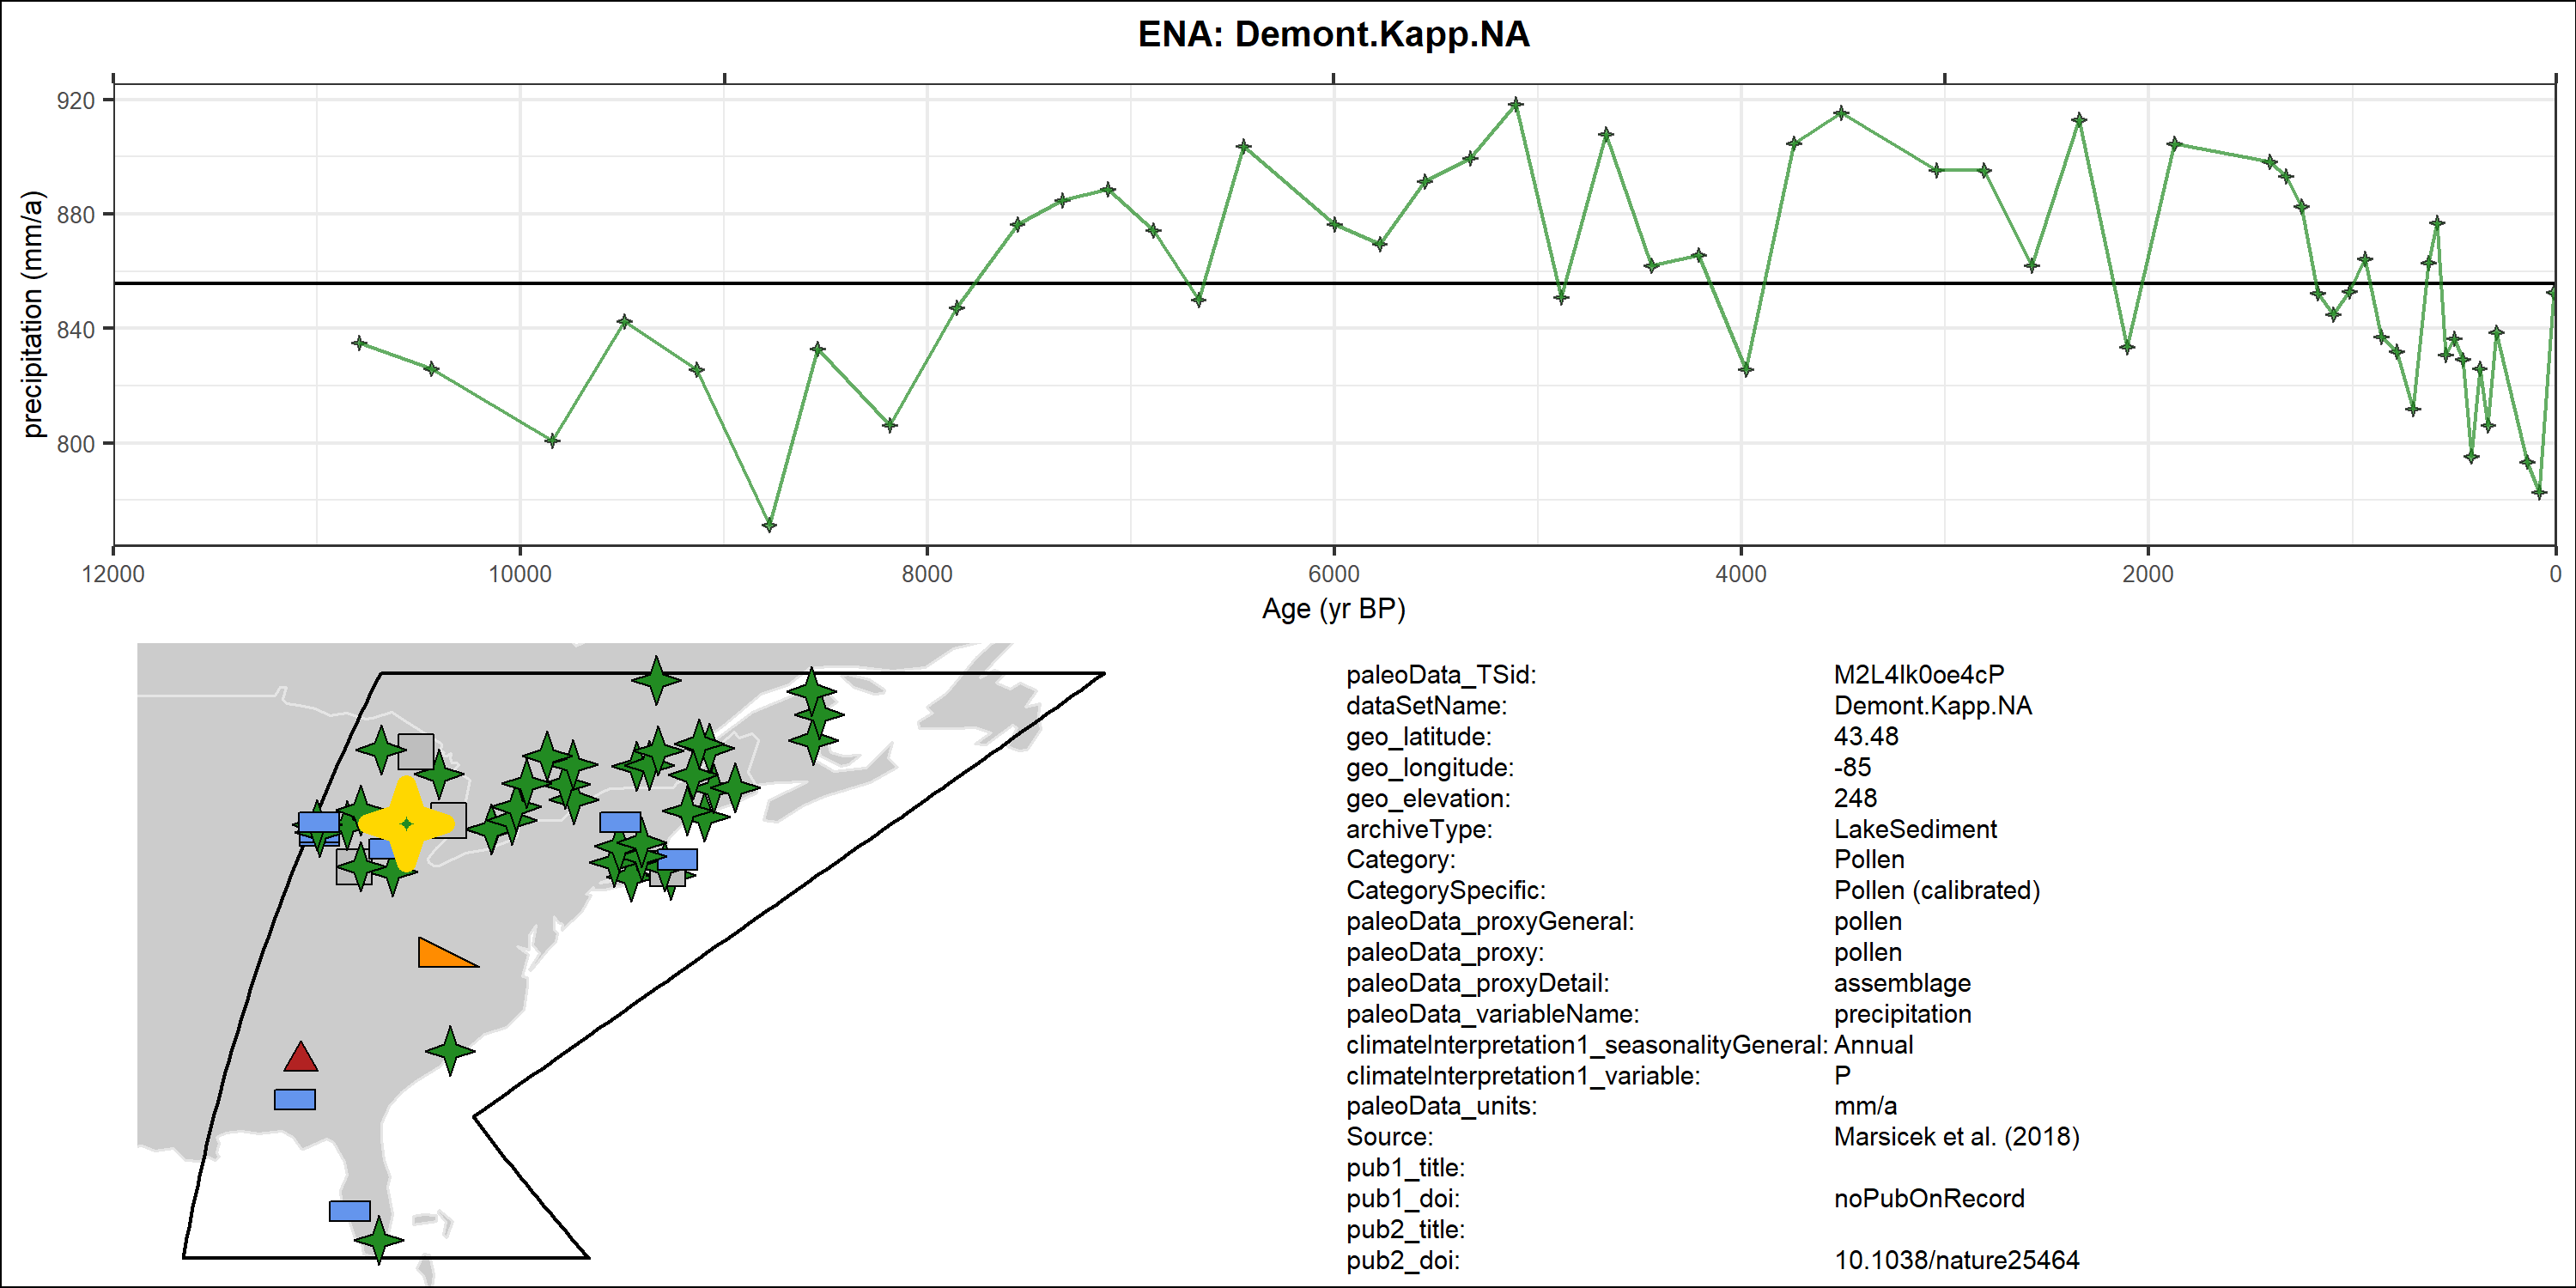 ENA: Demont.Kapp.NA
920
880
840
800
precipitation (mm/a)
12000 10000 8000 6000 4000 2000 0
Age (yr BP)
paleoData_TSid: M2L4lk0oe4cP
dataSetName: Demont.Kapp.NA
geo_latitude: 43.48
geo_longitude: -85
geo_elevation: 248
archiveType: LakeSediment
Category: Pollen
CategorySpecific: Pollen (calibrated)
paleoData_proxyGeneral: pollen
paleoData_proxy: pollen
paleoData_proxyDetail: assemblage
paleoData_variableName: precipitation
climateInterpretation1_seasonalityGeneral: Annual
climateInterpretation1_variable: P
paleoData_units: mm/a
Source: Marsicek et al. (2018)
pub1_title:
pub1_doi: noPubOnRecord
pub2_title:
pub2_doi: 10.1038/nature25464